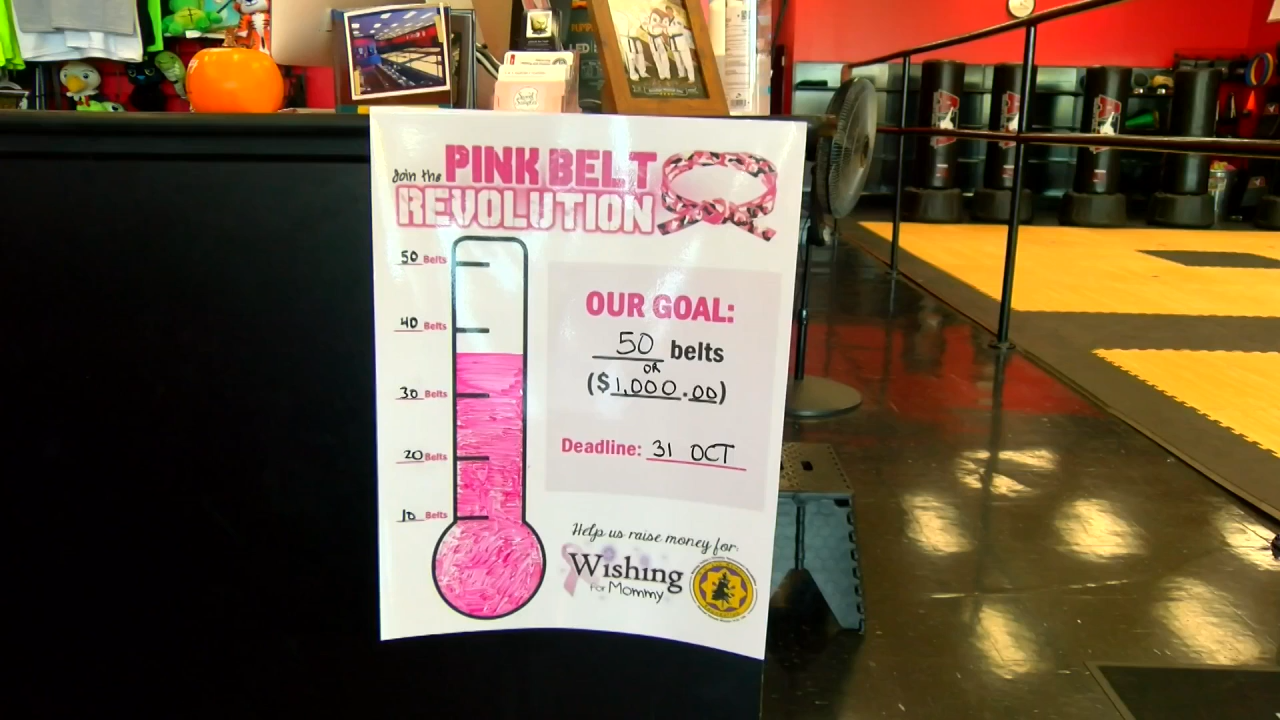 Join the PINK BELT
REVOLUTION
50 Belts
40 Belts
30 Belts
20 Belts
10 Belts
OUR GOAL:
50 belts
OR
($1,000.00)
Deadline: 31 OCT
Help us raise money for
Wishing
For Mommy